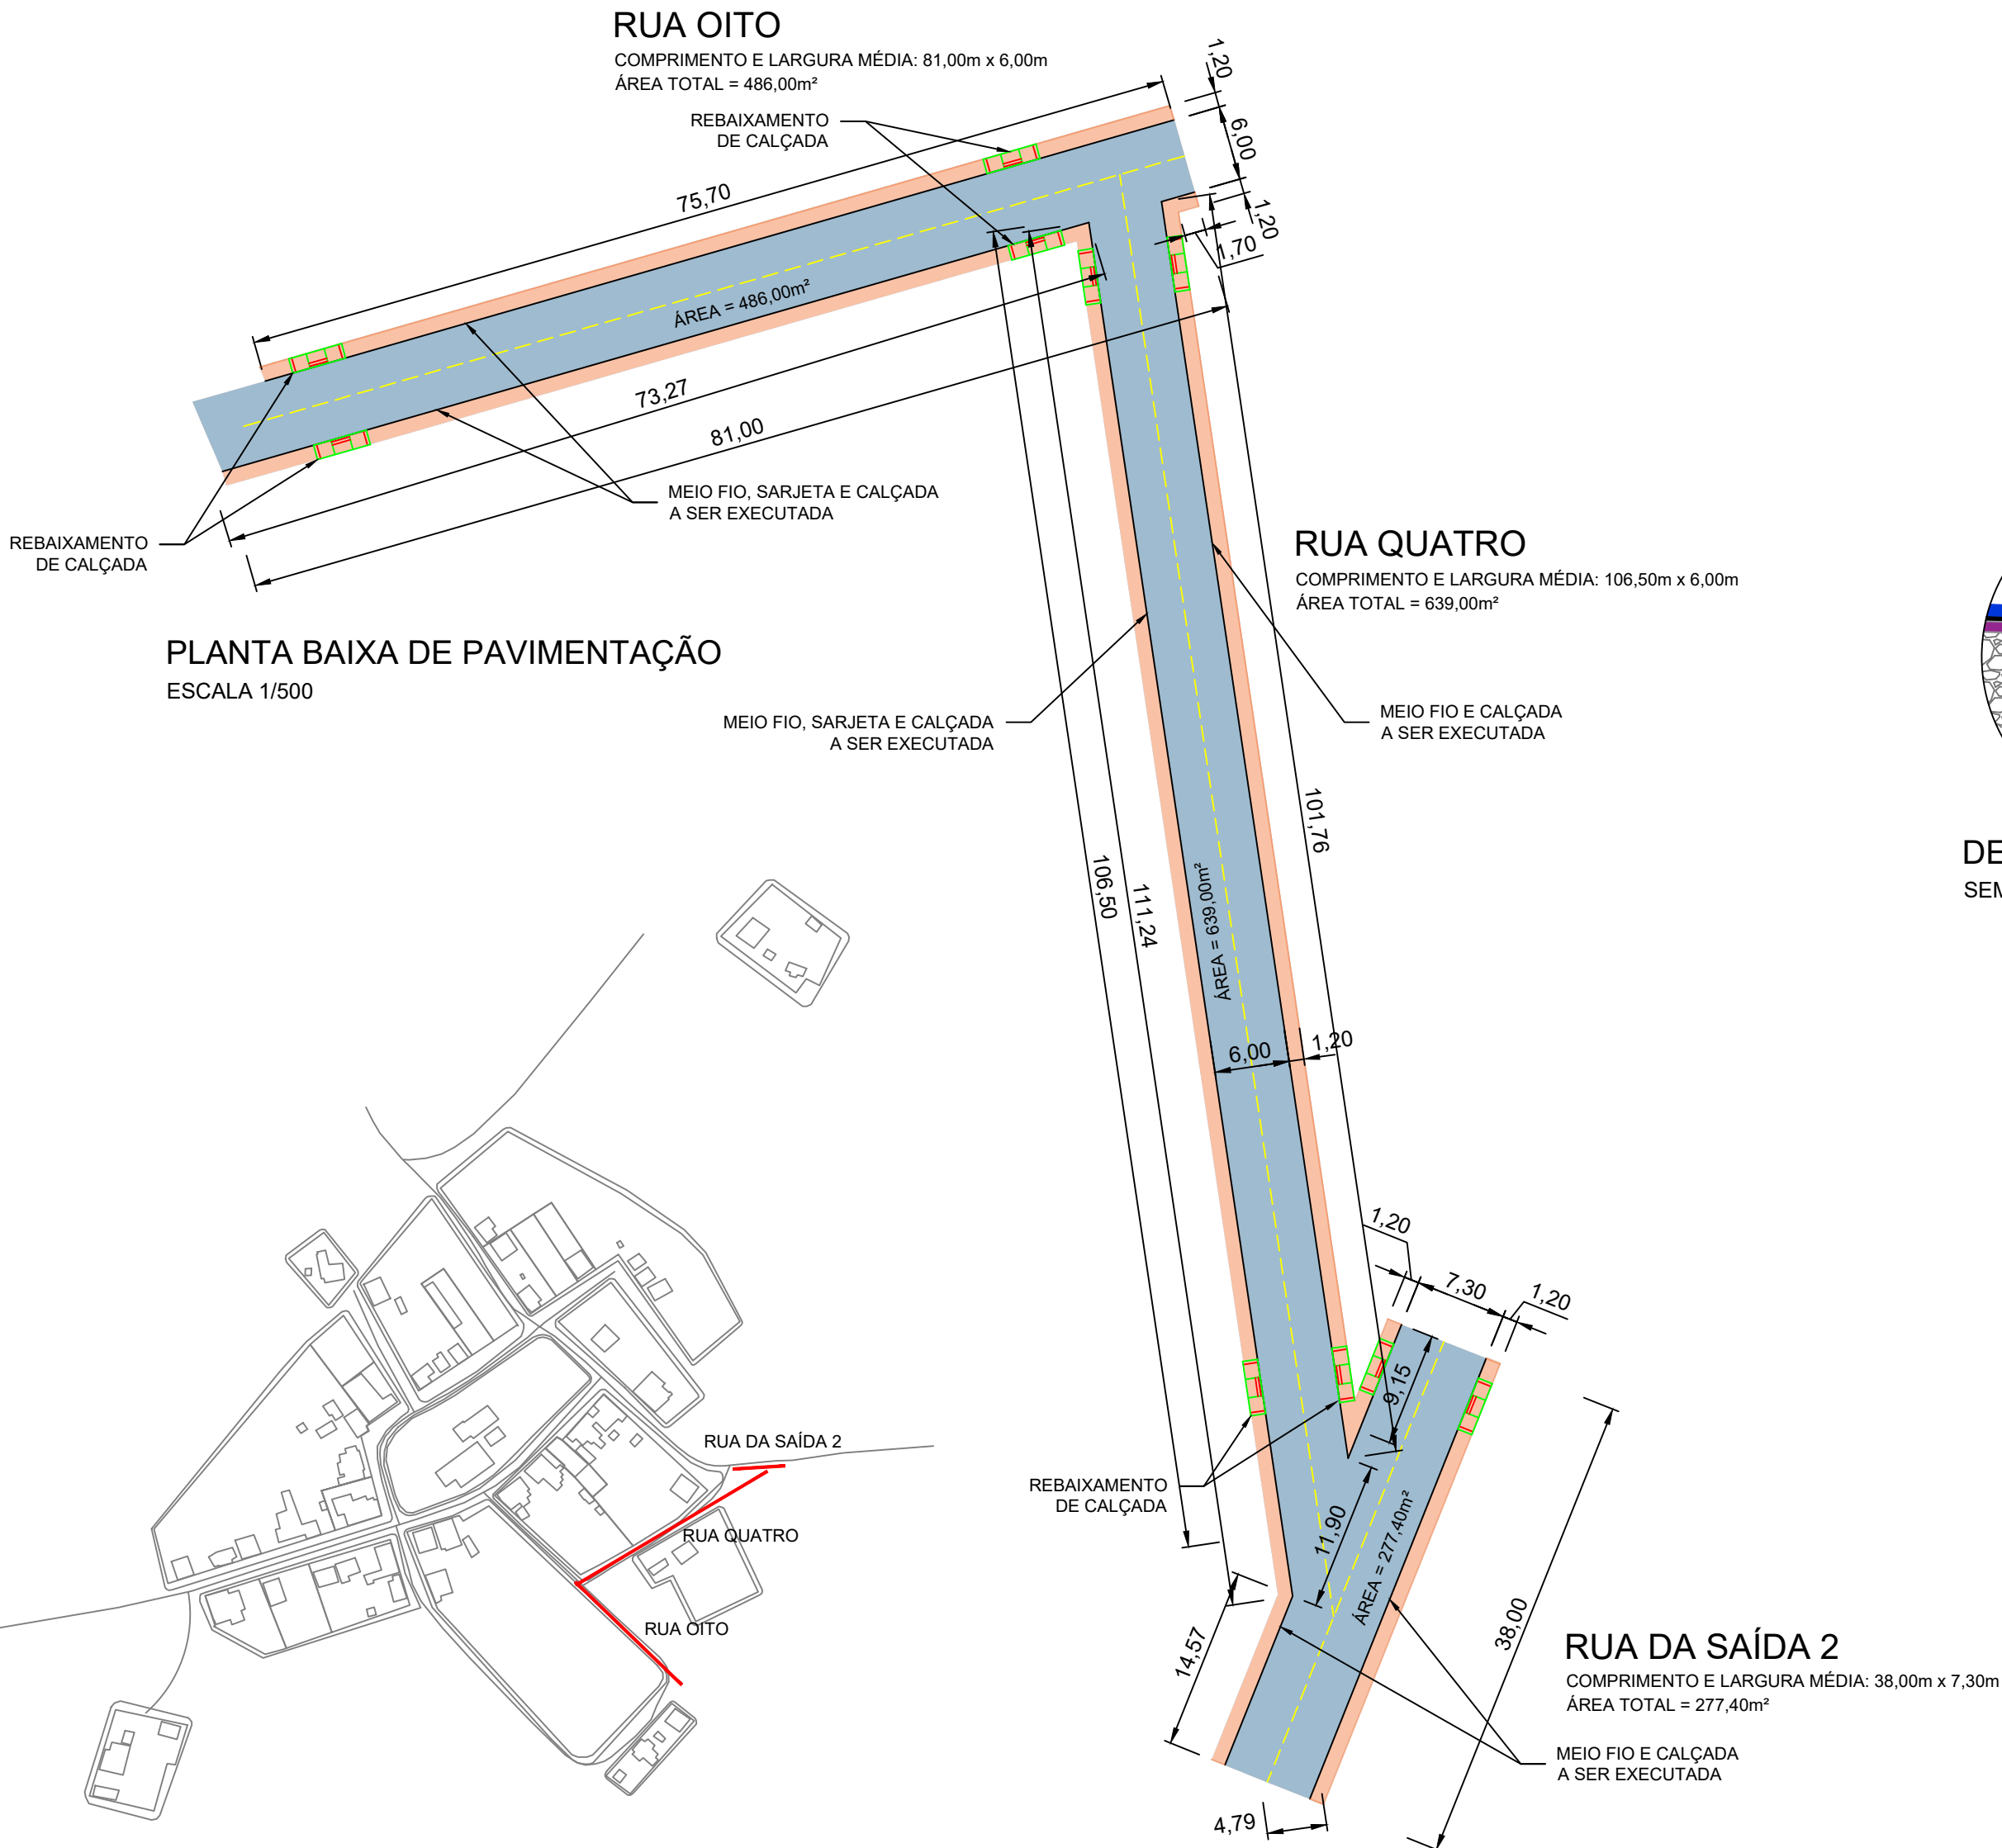 RUA OITO
COMPRIMENTO E LARGURA MÉDIA: 81,00m x 6,00m
ÁREA TOTAL = 486,00m²
REBAIXAMENTO
DE CALÇADA
1,20
6,00
1,20
1,70
75,70
ÁREA = 486,00m²
73,27
81,00
MEIO FIO, SARJETA E CALÇADA
A SER EXECUTADA
REBAIXAMENTO
DE CALÇADA
RUA QUATRO
COMPRIMENTO E LARGURA MÉDIA: 106,50m x 6,00m
ÁREA TOTAL = 639,00m²
PLANTA BAIXA DE PAVIMENTAÇÃO
ESCALA 1/500
MEIO FIO, SARJETA E CALÇADA
A SER EXECUTADA
MEIO FIO E CALÇADA
A SER EXECUTADA
101,76
106,50
111,24
ÁREA = 639,00m²
DE
SEM
6,00
1,20
1,20
7,30
1,20
9,15
RUA DA SAÍDA 2
RUA QUATRO
RUA OITO
REBAIXAMENTO
DE CALÇADA
11,90
ÁREA = 277,40m²
14,57
38,00
RUA DA SAÍDA 2
COMPRIMENTO E LARGURA MÉDIA: 38,00m x 7,30m
ÁREA TOTAL = 277,40m²
MEIO FIO E CALÇADA
A SER EXECUTADA
4,79